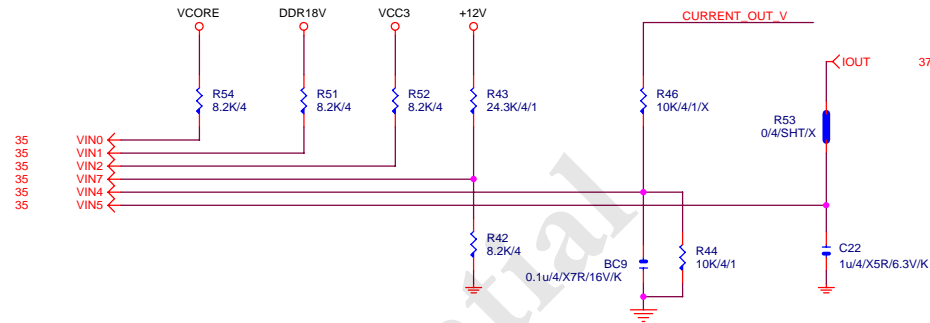 VCORE
DDR18V
VCC3
+12V
CURRENT_OUT_V
IOUT
37
R54
8.2K/4
R51
8.2K/4
R52
8.2K/4
R43
24.3K/4/1
R46
10K/4/1/X
R53
0/4/SHT/X
35 VIN0
35 VIN1
35 VIN2
35 VIN7
35 VIN4
35 VIN5
R42
8.2K/4
BC9
0.1u/4/X7R/16V/K
R44
10K/4/1
C22
1u/4/X5R/6.3V/K